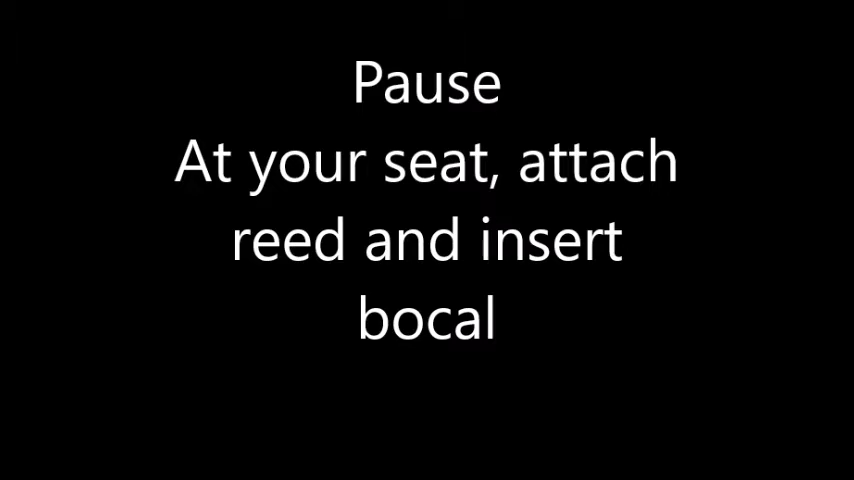 Pause
At your seat, attach
reed and insert
bocal